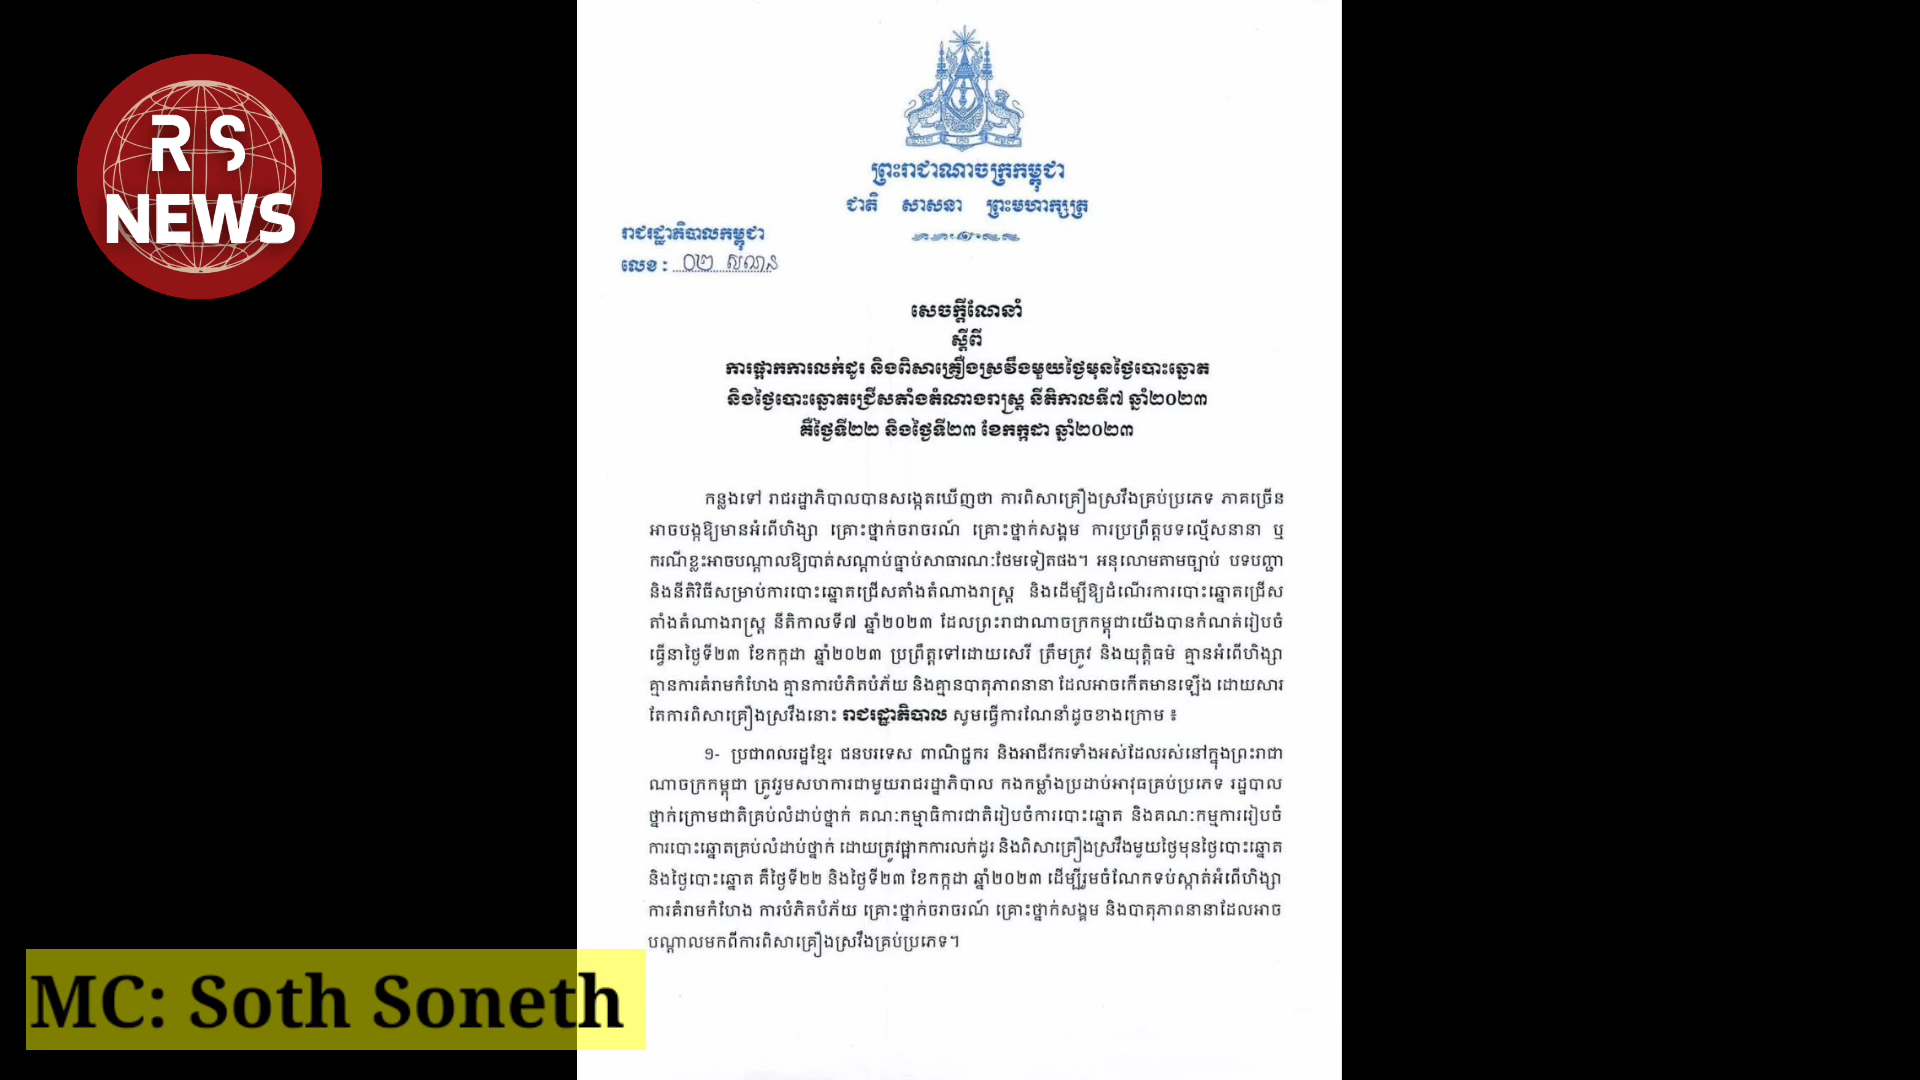 RS
NEWS
ព្រះរាជាណាចក្រកម្ពុជា
ជាតិ សាសនា ព្រះមហាក្សត្រ
រាជរដ្ឋាភិបាលកម្ពុជា
លេខ : ០២ សណន
សេចក្តីណែនាំ
ស្តីពី
ការផ្អាកការលក់ដូរ និងពិសាគ្រឿងស្រវឹងមួយថ្ងៃមុនថ្ងៃបោះឆ្នោត
និងថ្ងៃបោះឆ្នោតជ្រើសតាំងតំណាងរាស្ត្រ នីតិកាលទី៧ ឆ្នាំ២០២៣
គឺថ្ងៃទី២២ និងថ្ងៃទី២៣ ខែកក្កដា ឆ្នាំ២០២៣
កន្លងទៅ រាជរដ្ឋាភិបាលបានសង្កេតឃើញថា ការពិសាគ្រឿងស្រវឹងគ្រប់ប្រភេទ ភាគច្រើន
អាចបង្កឱ្យមានអំពើហិង្សា គ្រោះថ្នាក់ចរាចរណ៍ គ្រោះថ្នាក់សង្គម ការប្រព្រឹត្តបទល្មើសនានា ឬ
ករណីខ្លះអាចបណ្តាលឱ្យបាត់សណ្តាប់ធ្នាប់សាធារណៈថែមទៀតផង។ អនុលោមតាមច្បាប់ បទបញ្ជា
និងនីតិវិធីសម្រាប់ការបោះឆ្នោតជ្រើសតាំងតំណាងរាស្ត្រ និងដើម្បីឱ្យដំណើរការបោះឆ្នោតជ្រើស
តាំងតំណាងរាស្ត្រ នីតិកាលទី៧ ឆ្នាំ២០២៣ ដែលព្រះរាជាណាចក្រកម្ពុជាយើងបានកំណត់រៀបចំ
ធ្វើនាថ្ងៃទី២៣ ខែកក្កដា ឆ្នាំ២០២៣ ប្រព្រឹត្តទៅដោយសេរី ត្រឹមត្រូវ និងយុត្តិធម៌ គ្មានអំពើហិង្សា
គ្មានការគំរាមកំហែង គ្មានការបំភិតបំភ័យ និងគ្មានបាតុភាពនានា ដែលអាចកើតមានឡើង ដោយសារ
តែការពិសាគ្រឿងស្រវឹងនោះ រាជរដ្ឋាភិបាល សូមធ្វើការណែនាំដូចខាងក្រោម ៖
១- ប្រជាពលរដ្ឋខ្មែរ ជនបរទេស ពាណិជ្ជករ និងអាជីវករទាំងអស់ដែលរស់នៅក្នុងព្រះរាជា
ណាចក្រកម្ពុជា ត្រូវរួមសហការជាមួយរាជរដ្ឋាភិបាល កងកម្លាំងប្រដាប់អាវុធគ្រប់ប្រភេទ រដ្ឋបាល
ថ្នាក់ក្រោមជាតិគ្រប់លំដាប់ថ្នាក់ គណៈកម្មាធិការជាតិរៀបចំការបោះឆ្នោត និងគណៈកម្មការរៀបចំ
ការបោះឆ្នោតគ្រប់លំដាប់ថ្នាក់ ដោយត្រូវផ្អាកការលក់ដូរ និងពិសាគ្រឿងស្រវឹងមួយថ្ងៃមុនថ្ងៃបោះឆ្នោត
និងថ្ងៃបោះឆ្នោត គឺថ្ងៃទី២២ និងថ្ងៃទី២៣ ខែកក្កដា ឆ្នាំ២០២៣ ដើម្បីរួមចំណែកទប់ស្កាត់អំពើហិង្សា
ការគំរាមកំហែង ការបំភិតបំភ័យ គ្រោះថ្នាក់ចរាចរណ៍ គ្រោះថ្នាក់សង្គម និងបាតុភាពនានាដែលអាច
បណ្តាលមកពីការពិសាគ្រឿងស្រវឹងគ្រប់ប្រភេទ។
MC: Soth Soneth